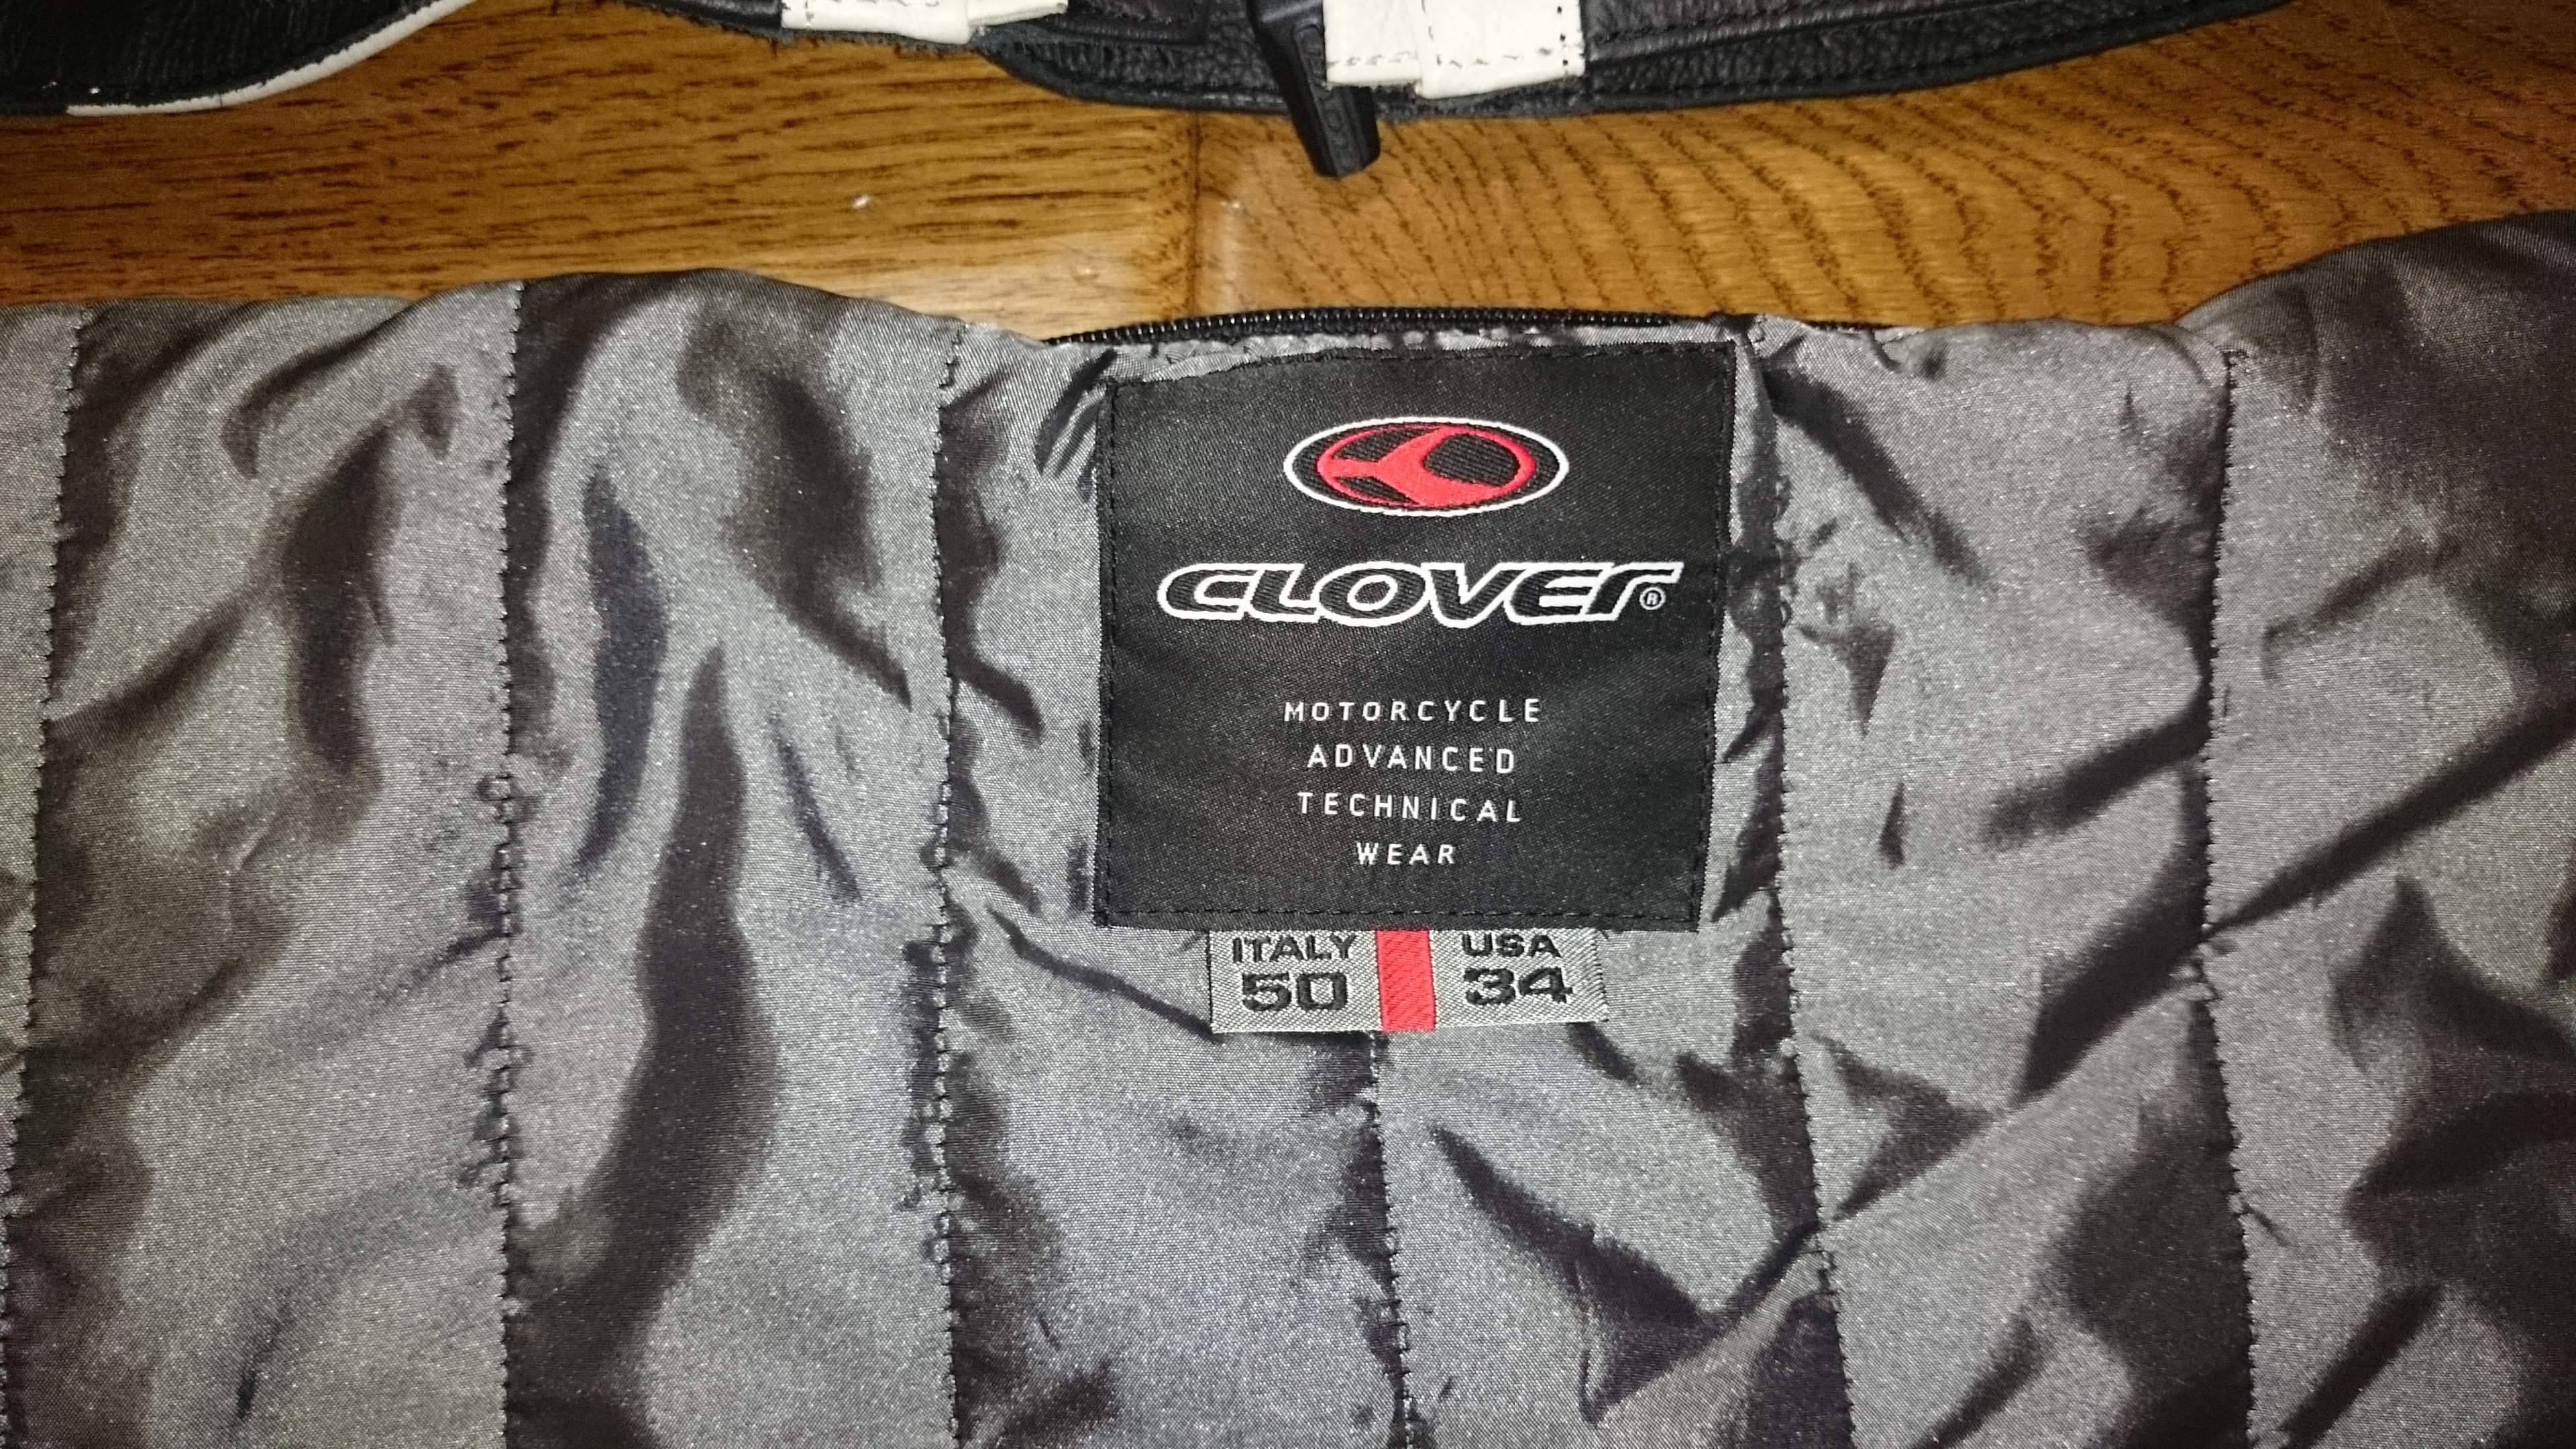 CLOVER®
MOTORCYCLE
ADVANCED
TECHNICAL
WEAR
ITALY USA
50 34